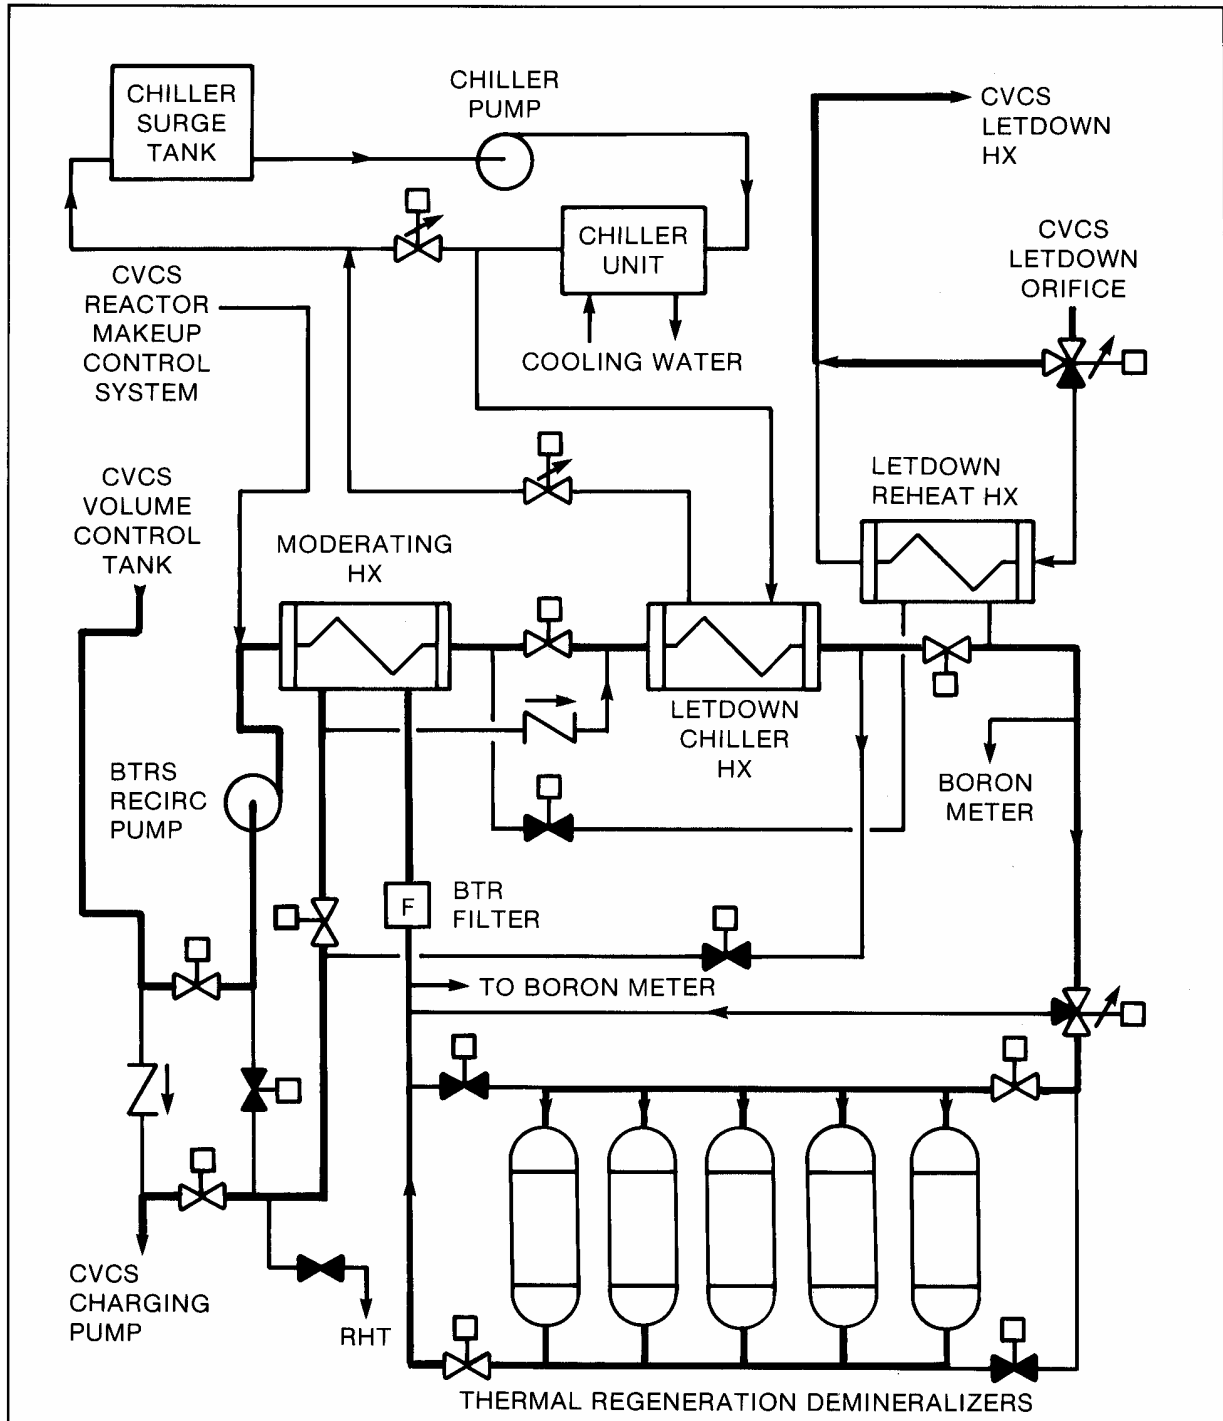 CHILLER
SURGE
TANK
CHILLER
PUMP
CVCS
LETDOWN
HX
CHILLER
UNIT
CVCS
LETDOWN
ORIFICE
CVCS
REACTOR
MAKEUP
CONTROL
SYSTEM
COOLING WATER
CVCS
VOLUME
CONTROL
TANK
LETDOWN
REHEAT HX
MODERATING
HX
LETDOWN
CHILLER
HX
BTRS
RECIRC
PUMP
BORON
METER
F
BTR
FILTER
TO BORON METER
CVCS
CHARGING
PUMP
RHT
THERMAL REGENERATION DEMINERALIZERS